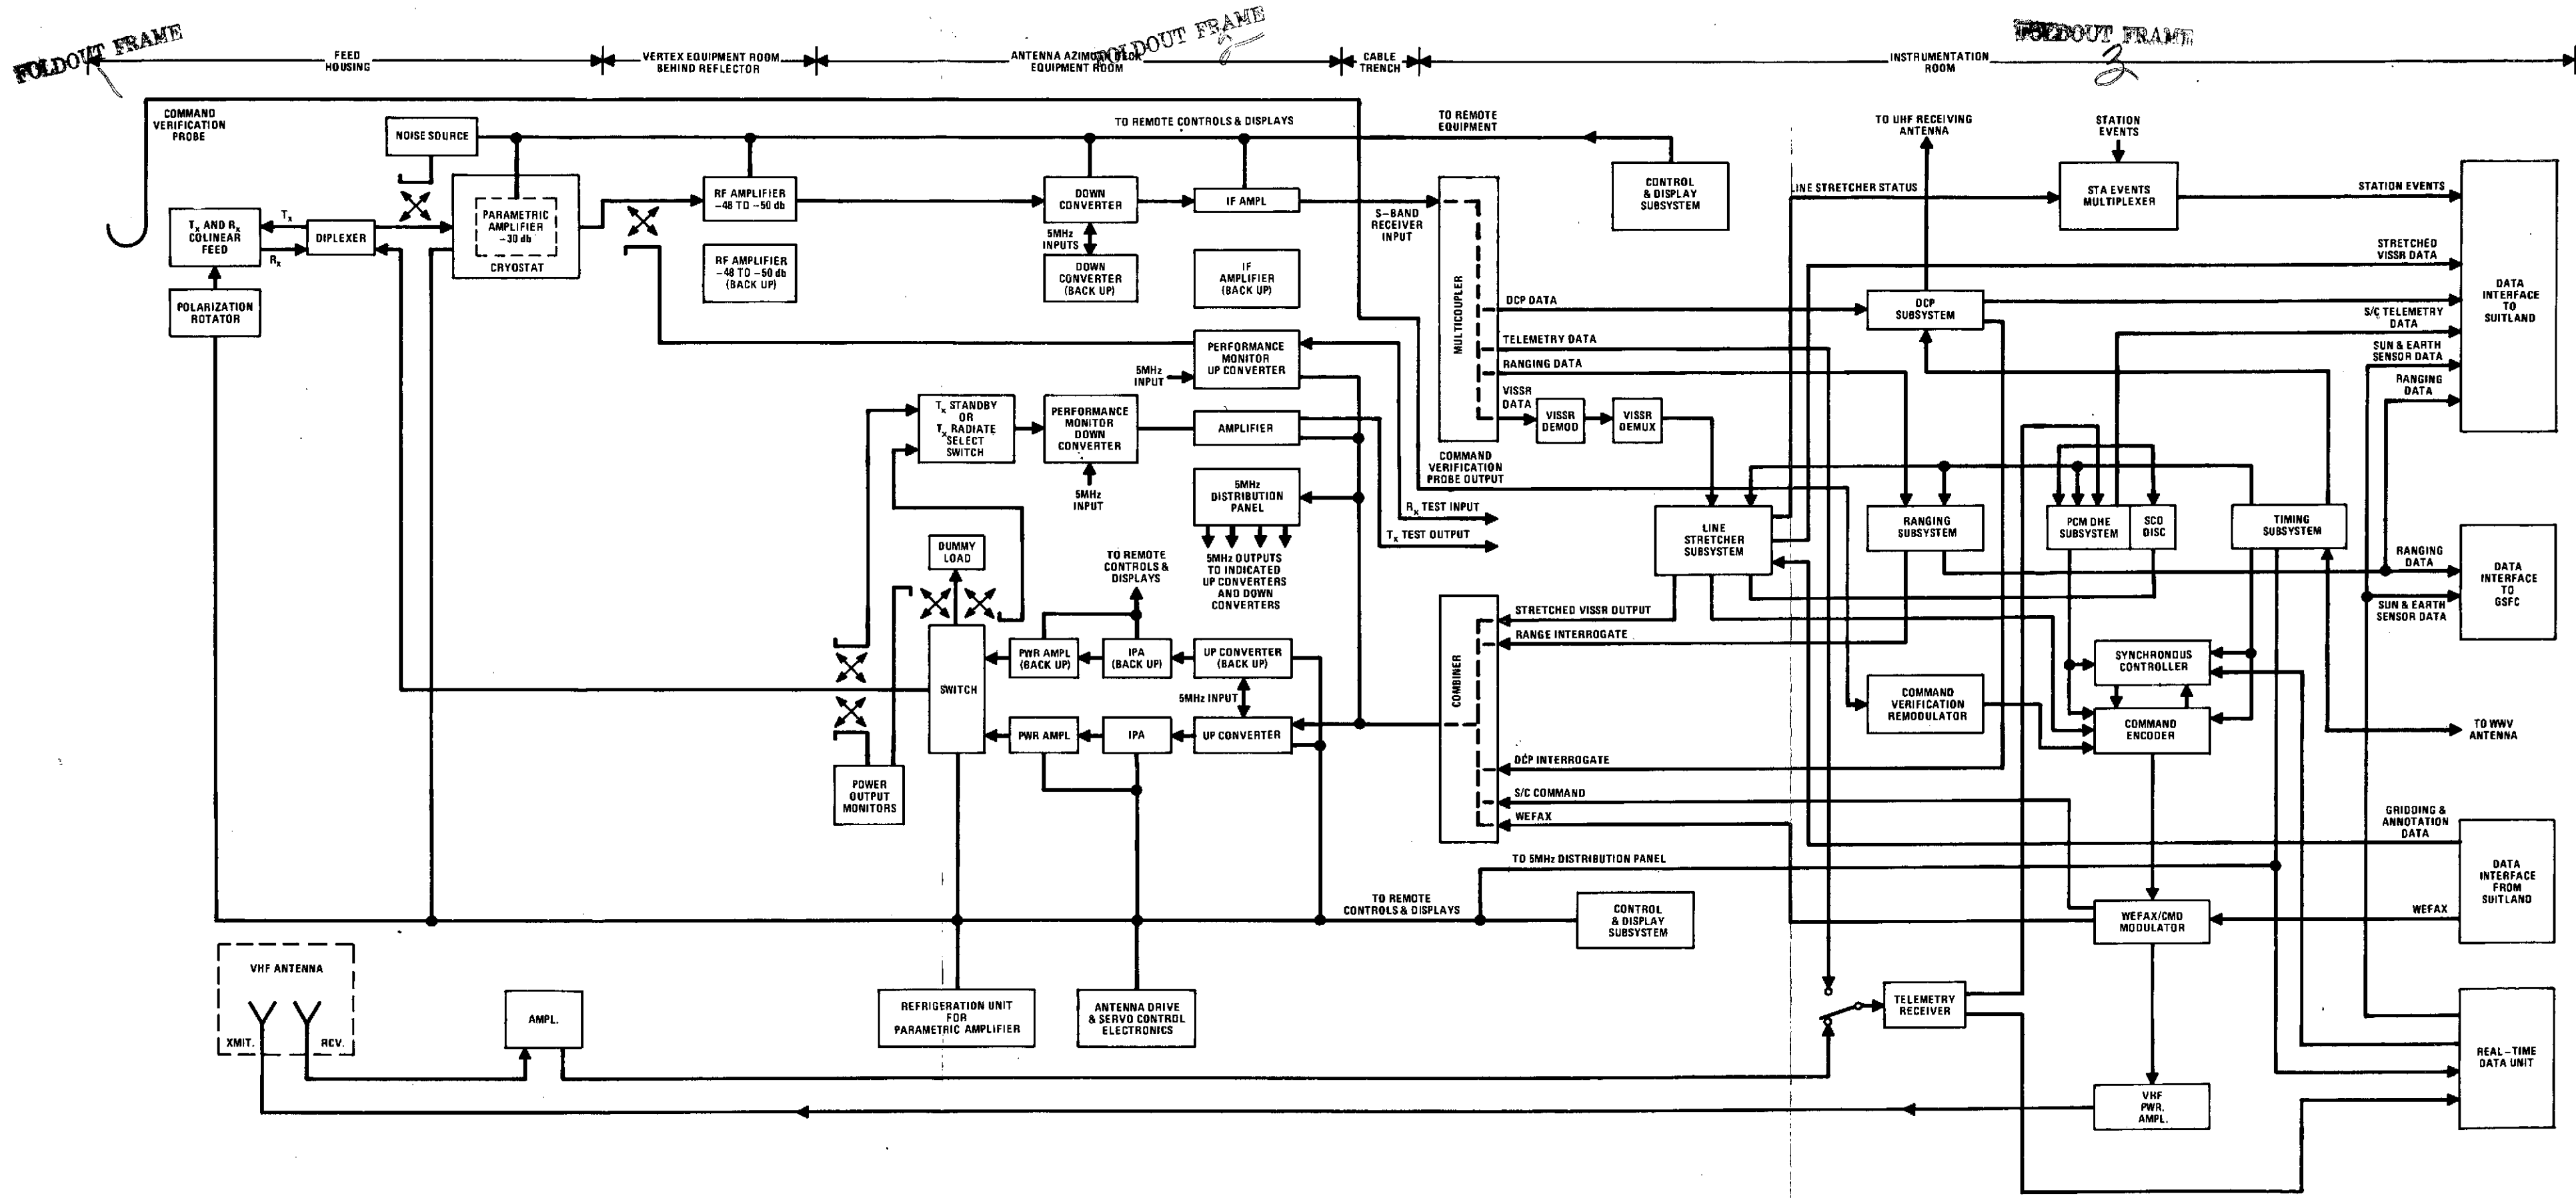 FOLDOUT FRAME
FOLDOUT FRAME
2
FOLDOUT FRAME
3
FEED
HOUSING
VERTEX EQUIPMENT ROOM
BEHIND REFLECTOR
ANTENNA AZIMUTH
EQUIPMENT ROOM
CABLE
TRENCH
INSTRUMENTATION
ROOM
COMMAND
VERIFICATION
PROBE
NOISE SOURCE
TO REMOTE CONTROLS & DISPLAYS
TO REMOTE
EQUIPMENT
TO UHF RECEIVING
ANTENNA
STATION
EVENTS
Tx AND Rx
COLINEAR
FEED
Tx
Rx
DIPLEXER
PARAMETRIC
AMPLIFIER
-30 db
CRYOSTAT
RF AMPLIFIER
-48 TO -50 db
DOWN
CONVERTER
IF AMPL
S-BAND
RECEIVER
INPUT
CONTROL
& DISPLAY
SUBSYSTEM
LINE STRETCHER STATUS
STA EVENTS
MULTIPLEXER
STATION EVENTS
5MHz
INPUTS
RF AMPLIFIER
-48 TO -50 db
(BACK UP)
DOWN
CONVERTER
(BACK UP)
IF
AMPLIFIER
(BACK UP)
STRETCHED
VISSR DATA
POLARIZATION
ROTATOR
MULTICOUPLER
DCP DATA
DCP
SUBSYSTEM
DATA
INTERFACE
TO
SUITLAND
S/C TELEMETRY
DATA
PERFORMANCE
MONITOR
UP CONVERTER
5MHz
INPUT
TELEMETRY DATA
RANGING DATA
VISSR
DATA
SUN & EARTH
SENSOR DATA
RANGING
DATA
Tx STANDBY
OR
Tx RADIATE
SELECT
SWITCH
PERFORMANCE
MONITOR
DOWN
CONVERTER
AMPLIFIER
VISSR
DEMOD
VISSR
DEMUX
5MHz
INPUT
5MHz
DISTRIBUTION
PANEL
COMMAND
VERIFICATION
PROBE OUTPUT
Rx TEST INPUT
Tx TEST OUTPUT
LINE
STRETCHER
SUBSYSTEM
RANGING
SUBSYSTEM
PCM DHE
SUBSYSTEM
SCO
DISC
TIMING
SUBSYSTEM
DUMMY
LOAD
TO REMOTE
CONTROLS &
DISPLAYS
5MHz OUTPUTS
TO INDICATED
UP CONVERTERS
AND DOWN
CONVERTERS
RANGING
DATA
DATA
INTERFACE
TO
GSFC
SUN & EARTH
SENSOR DATA
STRETCHED VISSR OUTPUT
RANGE INTERROGATE
SWITCH
PWR AMPL
(BACK UP)
IPA
(BACK UP)
UP CONVERTER
(BACK UP)
5MHz INPUT
COMBINER
SYNCHRONOUS
CONTROLLER
COMMAND
VERIFICATION
REMODULATOR
COMMAND
ENCODER
TO WWV
ANTENNA
PWR AMPL
IPA
UP CONVERTER
POWER
OUTPUT
MONITORS
DCP INTERROGATE
S/C COMMAND
WEFAX
GRIDDING &
ANNOTATION
DATA
TO 5MHz DISTRIBUTION PANEL
DATA
INTERFACE
FROM
SUITLAND
TO REMOTE
CONTROLS & DISPLAYS
CONTROL
& DISPLAY
SUBSYSTEM
WEFAX/CMD
MODULATOR
WEFAX
VHF ANTENNA
XMIT.
RCV.
AMPL.
REFRIGERATION UNIT
FOR
PARAMETRIC AMPLIFIER
ANTENNA DRIVE
& SERVO CONTROL
ELECTRONICS
TELEMETRY
RECEIVER
REAL-TIME
DATA UNIT
VHF
PWR.
AMPL.